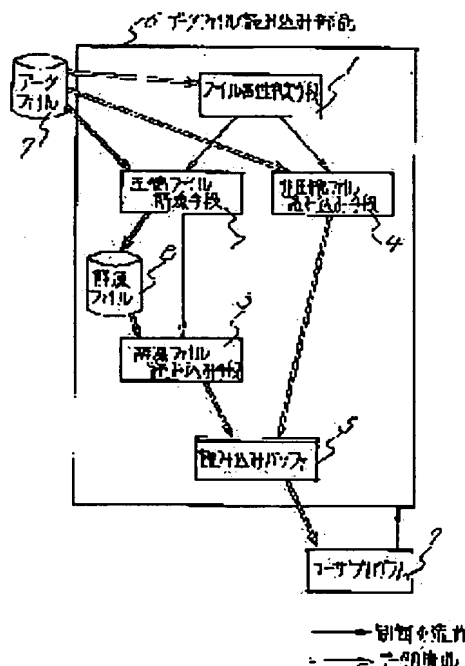 データファイル読み込み部品
データ
ファイル
7
ファイル属性判定手段
圧縮ファイル
解凍手段
非圧縮ファイル
読み込み手段
4
解凍
ファイル
解凍ファイル
読み込み手段
読み込みバッファ
ユーザプログラム
制御の流れ
データの流れ